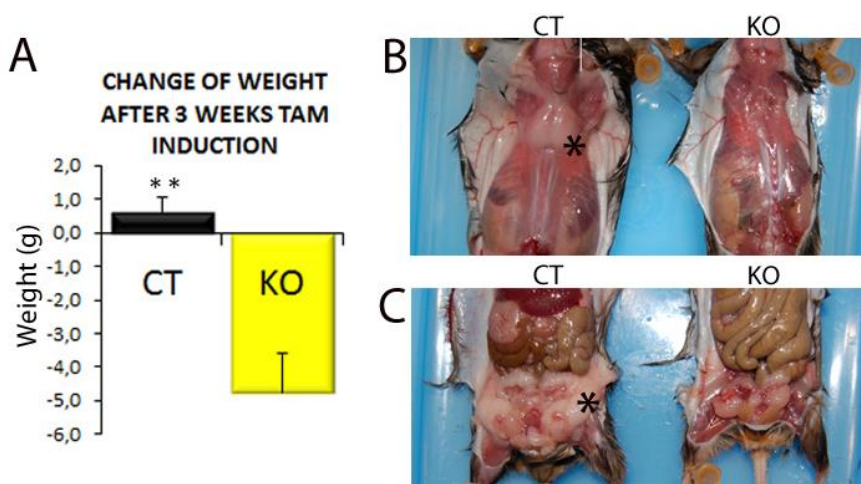 A
CHANGE OF WEIGHT
AFTER 3 WEEKS TAM
INDUCTION
Weight (g)
2,0
1,0
0,0
-1,0
-2,0
-3,0
-4,0
-5,0
-6,0
**
CT
KO
B
CT
KO
*
C
CT
KO
*